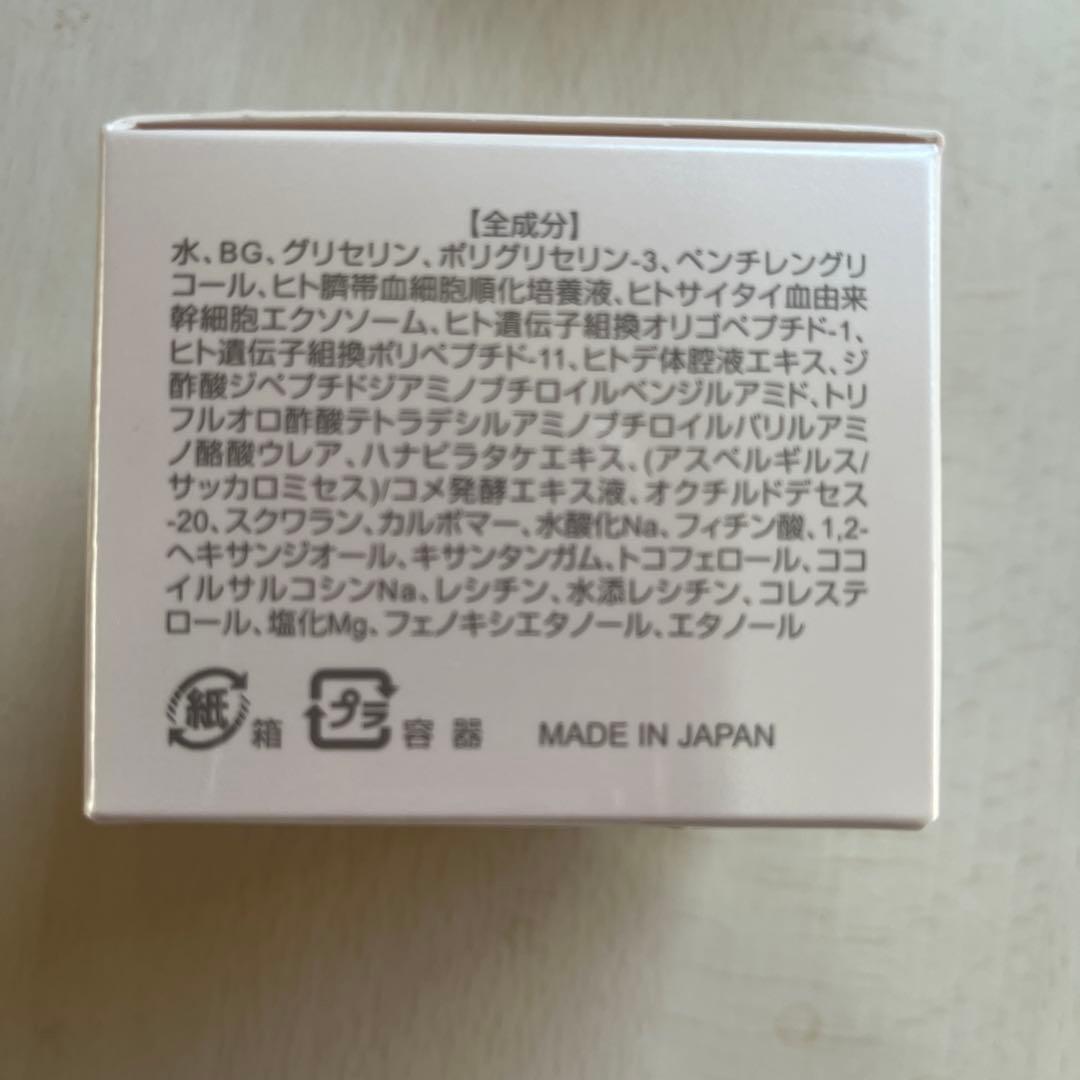 【全成分】
水、BG、グリセリン、ポリグリセリン-3、ペンチレングリ
コール、ヒト臍帯血細胞順化培養液、ヒトサイタイ血由来
幹細胞エクソソーム、ヒト遺伝子組換オリゴペプチド-1、
ヒト遺伝子組換ポリペプチド-11、ヒトデ体腔液エキス、ジ
酢酸ジペプチドジアミノブチロイルベンジルアミド、トリ
フルオロ酢酸テトラデシルアミノブチロイルバリルアミ
ノ酪酸ウレア、ハナビラタケエキス、(アスペルギルス/
サッカロミセス)/コメ発酵エキス液、オクチルドデセス
-20、スクワラン、カルボマー、水酸化Na、フィチン酸、1,2-
ヘキサンジオール、キサンタンガム、トコフェロール、ココ
イルサルコシンNa、レシチン、水添レシチン、コレステ
ロール、塩化Mg、フェノキシエタノール、エタノール
紙 箱 プラ 容器 MADE IN JAPAN